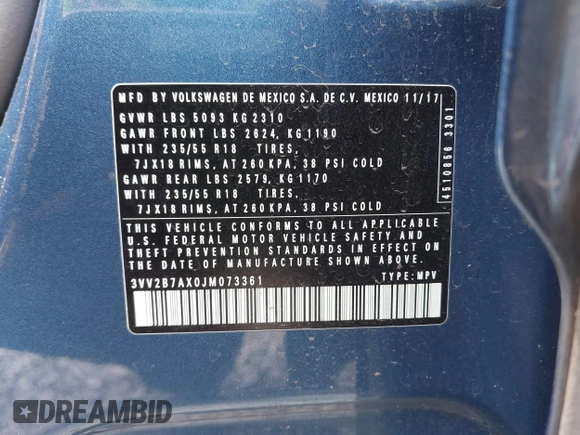 MFD BY VOLKSWAGEN DE MEXICO S.A. DE C.V. MEXICO 11/17
GVWR LBS 5093 KG 2310
GAWR FRONT LBS 2624, KG 1190
WITH 235/55 R18 TIRES,
7JX18 RIMS, AT 260 KPA, 38 PSI COLD
GAWR REAR LBS 2579, KG 1170
WITH 235/55 R18 TIRES,
7JX18 RIMS, AT 260 KPA, 38 PSI COLD
THIS VEHICLE CONFORMS TO ALL APPLICABLE
U.S. FEDERAL MOTOR VEHICLE SAFETY AND
THEFT PREVENTION STANDARDS IN EFFECT ON
THE DATE OF MANUFACTURE SHOWN ABOVE.
3VV2B7AX0JM073361 TYPE: MPV
4510856 3301
DREAMBID